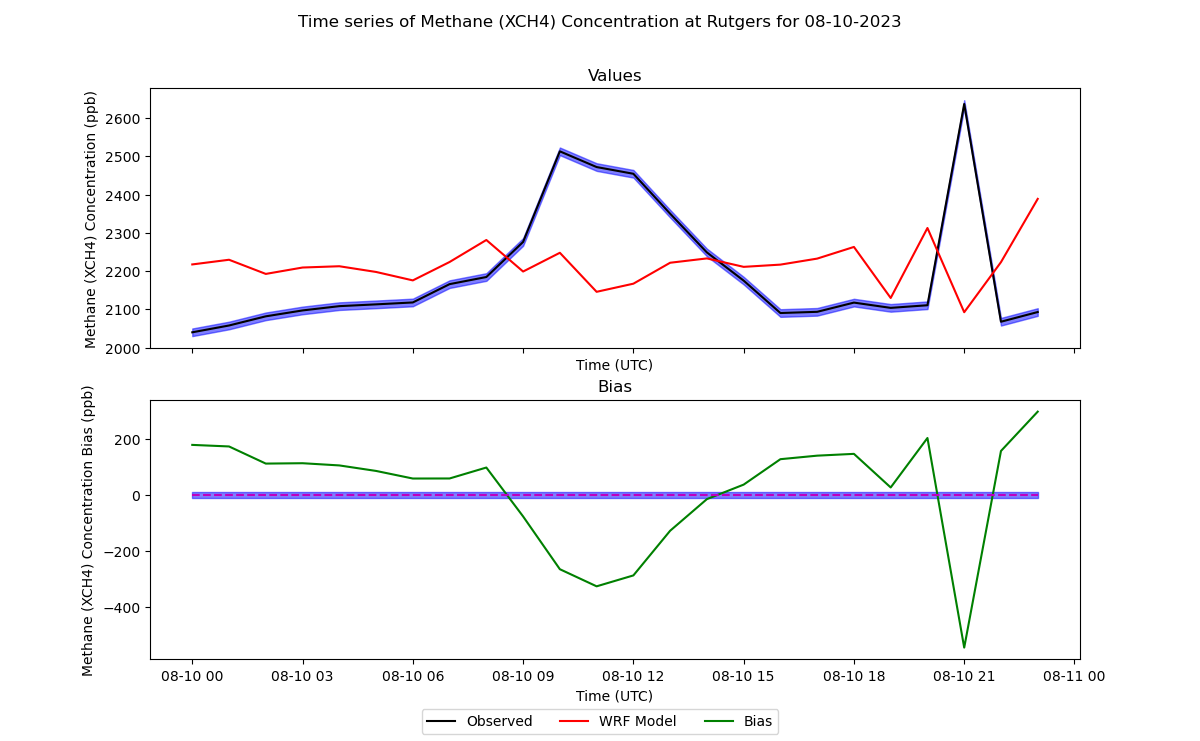 Time series of Methane (XCH4) Concentration at Rutgers for 08-10-2023
Values
Methane (XCH4) Concentration (ppb)
2600
2500
2400
2300
2200
2100
2000
Time (UTC)
Bias
Methane (XCH4) Concentration Bias (ppb)
200
0
−200
−400
08-10 00 08-10 03 08-10 06 08-10 09 08-10 12 08-10 15 08-10 18 08-10 21 08-11 00
Time (UTC)
Observed WRF Model Bias